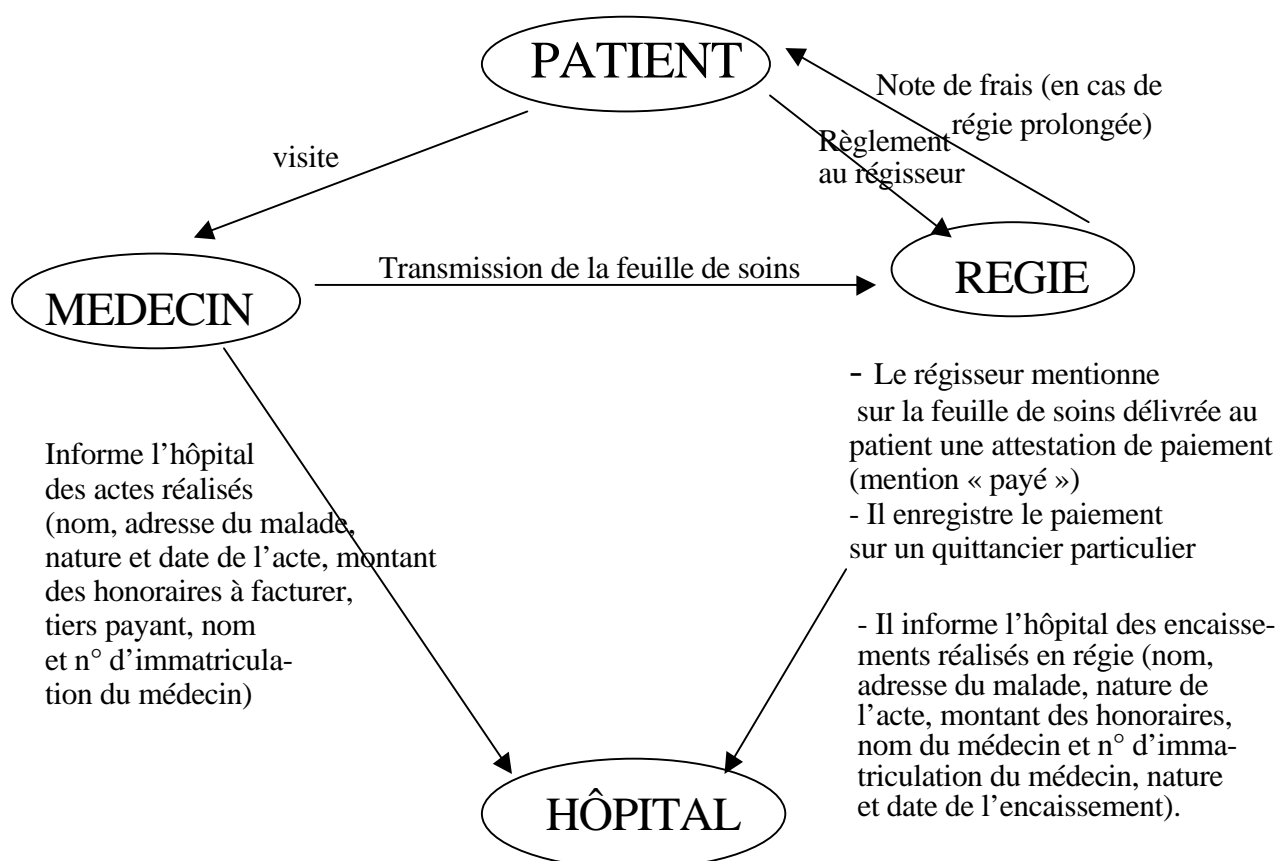 PATIENT
Note de frais (en cas de
régie prolongée)
Règlement
au régisseur
visite
Transmission de la feuille de soins
REGIE
MEDECIN
- Le régisseur mentionne
sur la feuille de soins délivrée au
patient une attestation de paiement
(mention « payé »)
- Il enregistre le paiement
sur un quittancier particulier
Informe l’hôpital
des actes réalisés
(nom, adresse du malade,
nature et date de l’acte, montant
des honoraires à facturer,
tiers payant, nom
et n° d’immatricula-
tion du médecin)
- Il informe l’hôpital des encaisse-
ments réalisés en régie (nom,
adresse du malade, nature de
l’acte, montant des honoraires,
nom du médecin et n° d’imma-
triculation du médecin, nature
et date de l’encaissement).
HÔPITAL